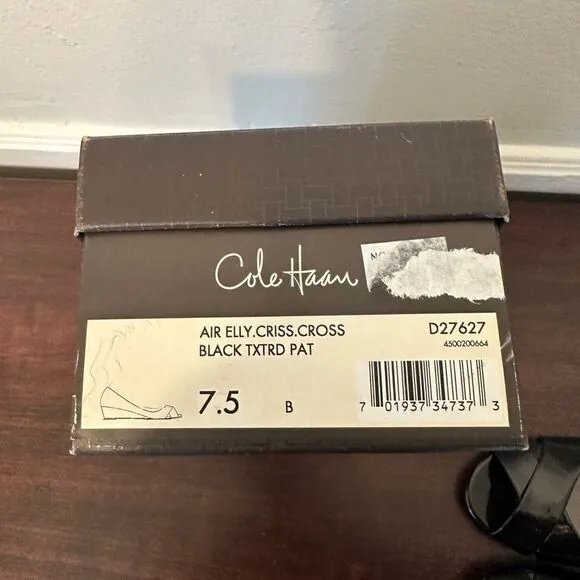 Cole Haan
AIR ELLY.CRISS.CROSS
BLACK TXTRD PAT
D27627
4500200664
7.5 B
7 01937 34737 3